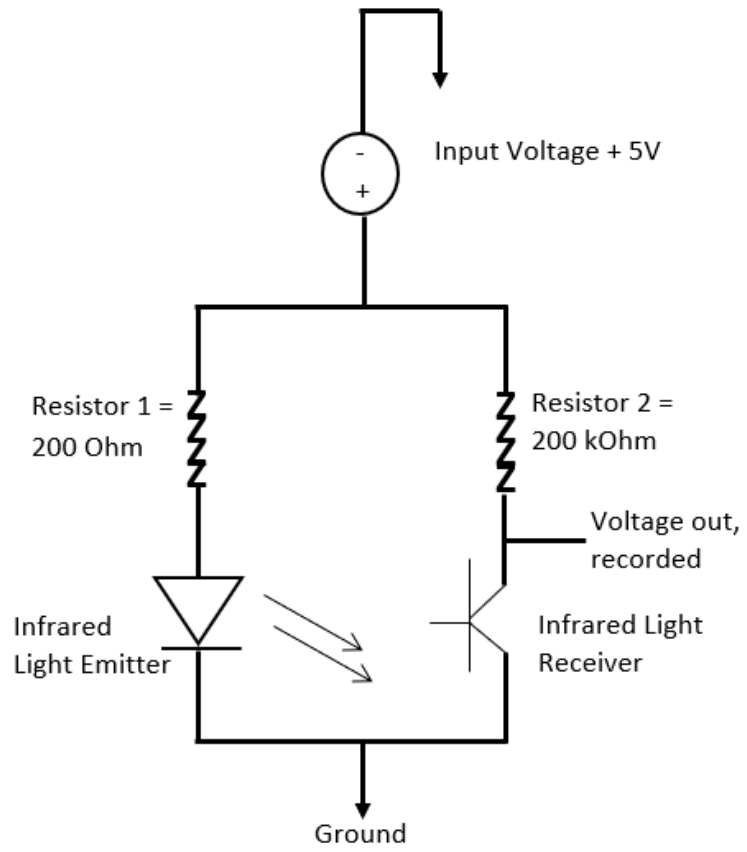 -
Input Voltage + 5V
+
Resistor 1 =
200 Ohm
Resistor 2 =
200 kOhm
Voltage out,
recorded
Infrared
Light Emitter
Infrared Light
Receiver
Ground